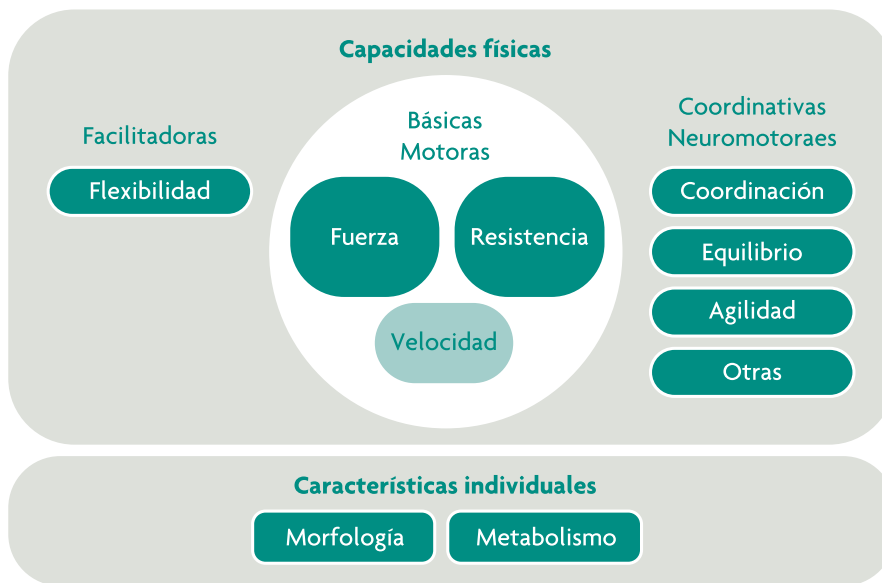 Capacidades físicas
Facilitadoras
Flexibilidad
Básicas
Motoras
Fuerza
Resistencia
Velocidad
Coordinativas
Neuromotoraes
Coordinación
Equilibrio
Agilidad
Otras
Características individuales
Morfología
Metabolismo